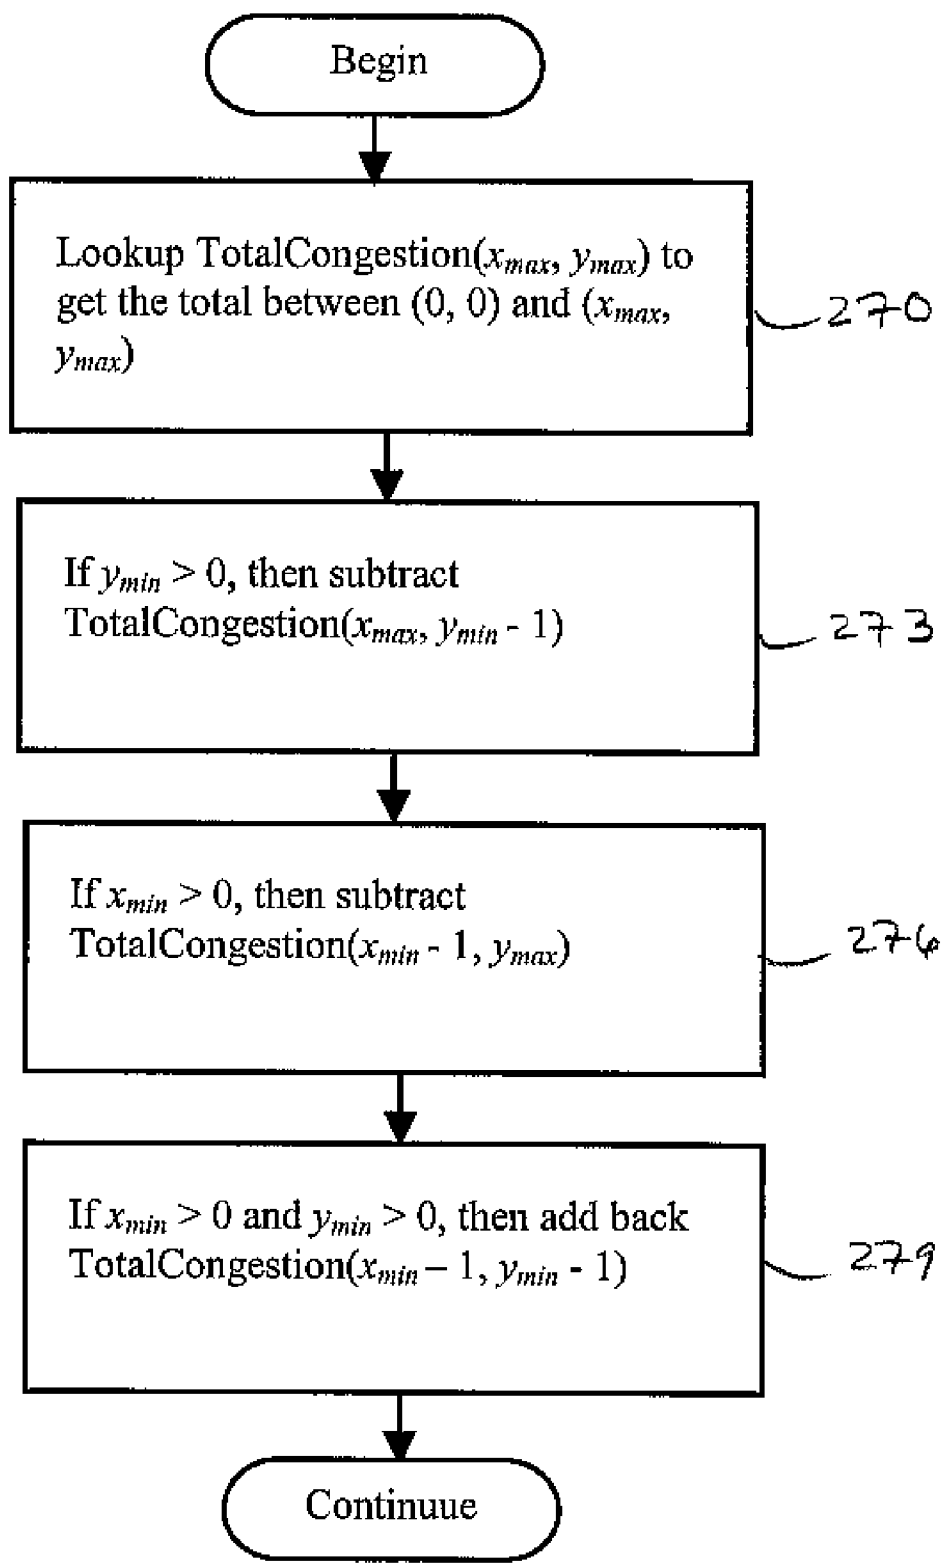 Begin
Lookup TotalCongestion(xmax, ymax) to
get the total between (0, 0) and (xmax,
ymax)
270
If ymin > 0, then subtract
TotalCongestion(xmax, ymin - 1)
273
If xmin > 0, then subtract
TotalCongestion(xmin - 1, ymax)
276
If xmin > 0 and ymin > 0, then add back
TotalCongestion(xmin – 1, ymin - 1)
279
Continuue